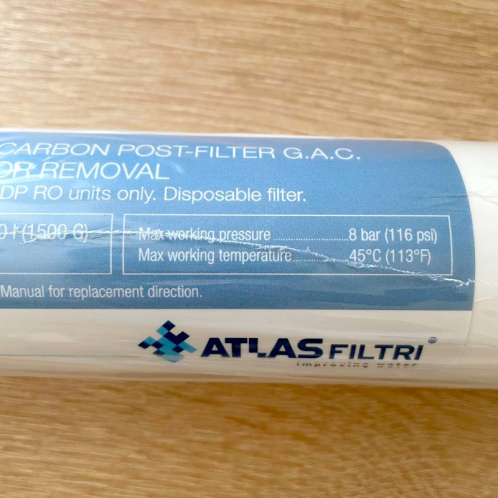 CARBON POST-FILTER G.A.C.
OR REMOVAL
DP RO units only. Disposable filter.
0 l (1500 G)
Max working pressure 8 bar (116 psi)
Max working temperature 45°C (113°F)
Manual for replacement direction.
ATLAS FILTRI®
improving water